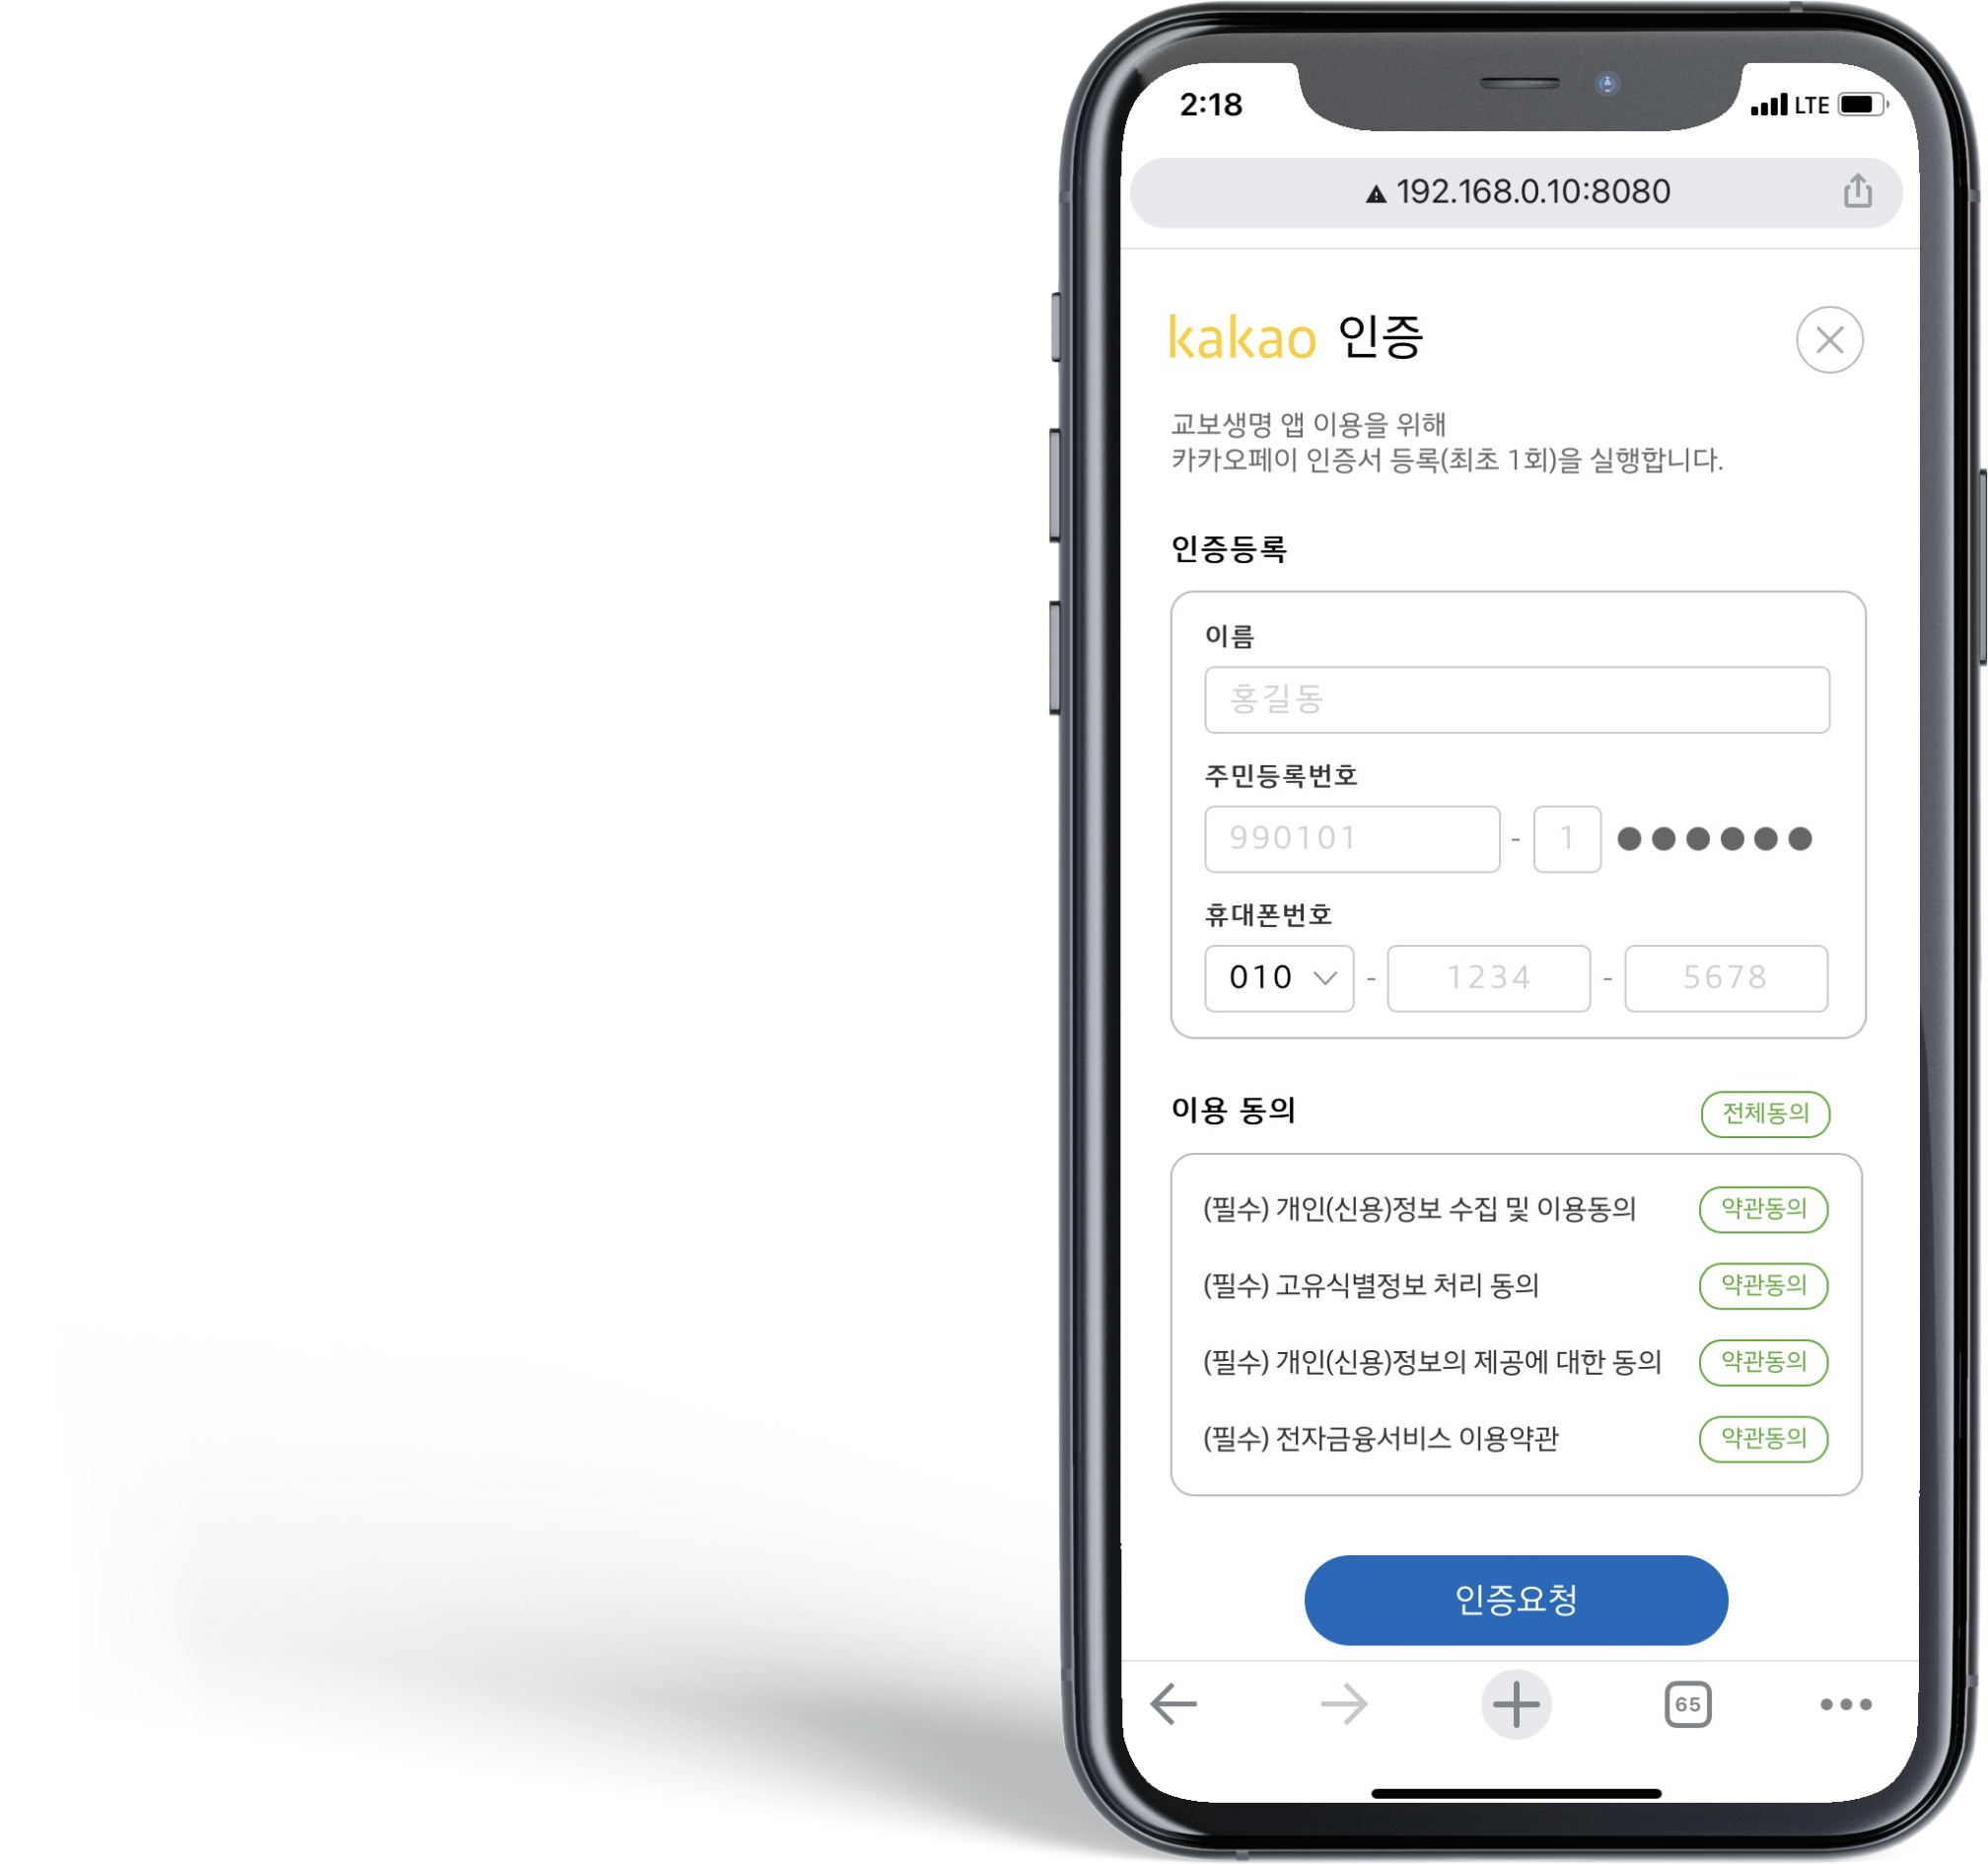 2:18
LTE
192.168.0.10:8080
kakao 인증
교보생명 앱 이용을 위해
카카오페이 인증서 등록(최초 1회)을 실행합니다.
인증등록
이름
홍길동
주민등록번호
990101 - 1 ●●●●●●
휴대폰번호
010 - 1234 - 5678
이용 동의 전체동의
(필수) 개인(신용)정보 수집 및 이용동의 약관동의
(필수) 고유식별정보 처리 동의 약관동의
(필수) 개인(신용)정보의 제공에 대한 동의 약관동의
(필수) 전자금융서비스 이용약관 약관동의
인증요청
65